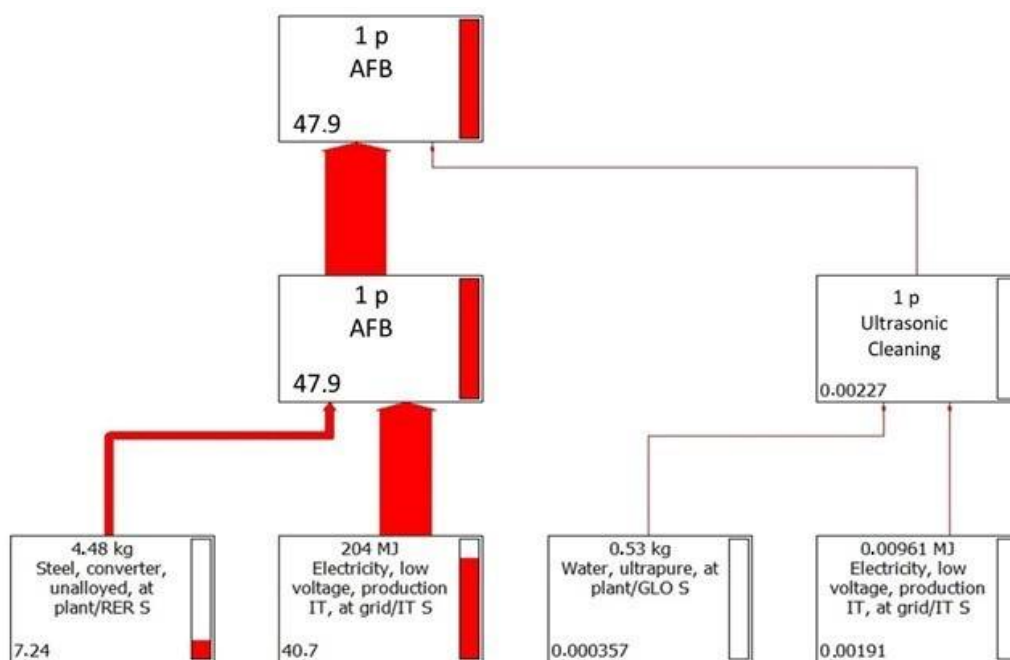 1 p
AFB
47.9
1 p
AFB
47.9
1 p
Ultrasonic
Cleaning
0.00227
4.48 kg
Steel, converter,
unalloyed, at
plant/RER S
7.24
204 MJ
Electricity, low
voltage, production
IT, at grid/IT S
40.7
0.53 kg
Water, ultrapure, at
plant/GLO S
0.000357
0.00961 MJ
Electricity, low
voltage, production
IT, at grid/IT S
0.00191